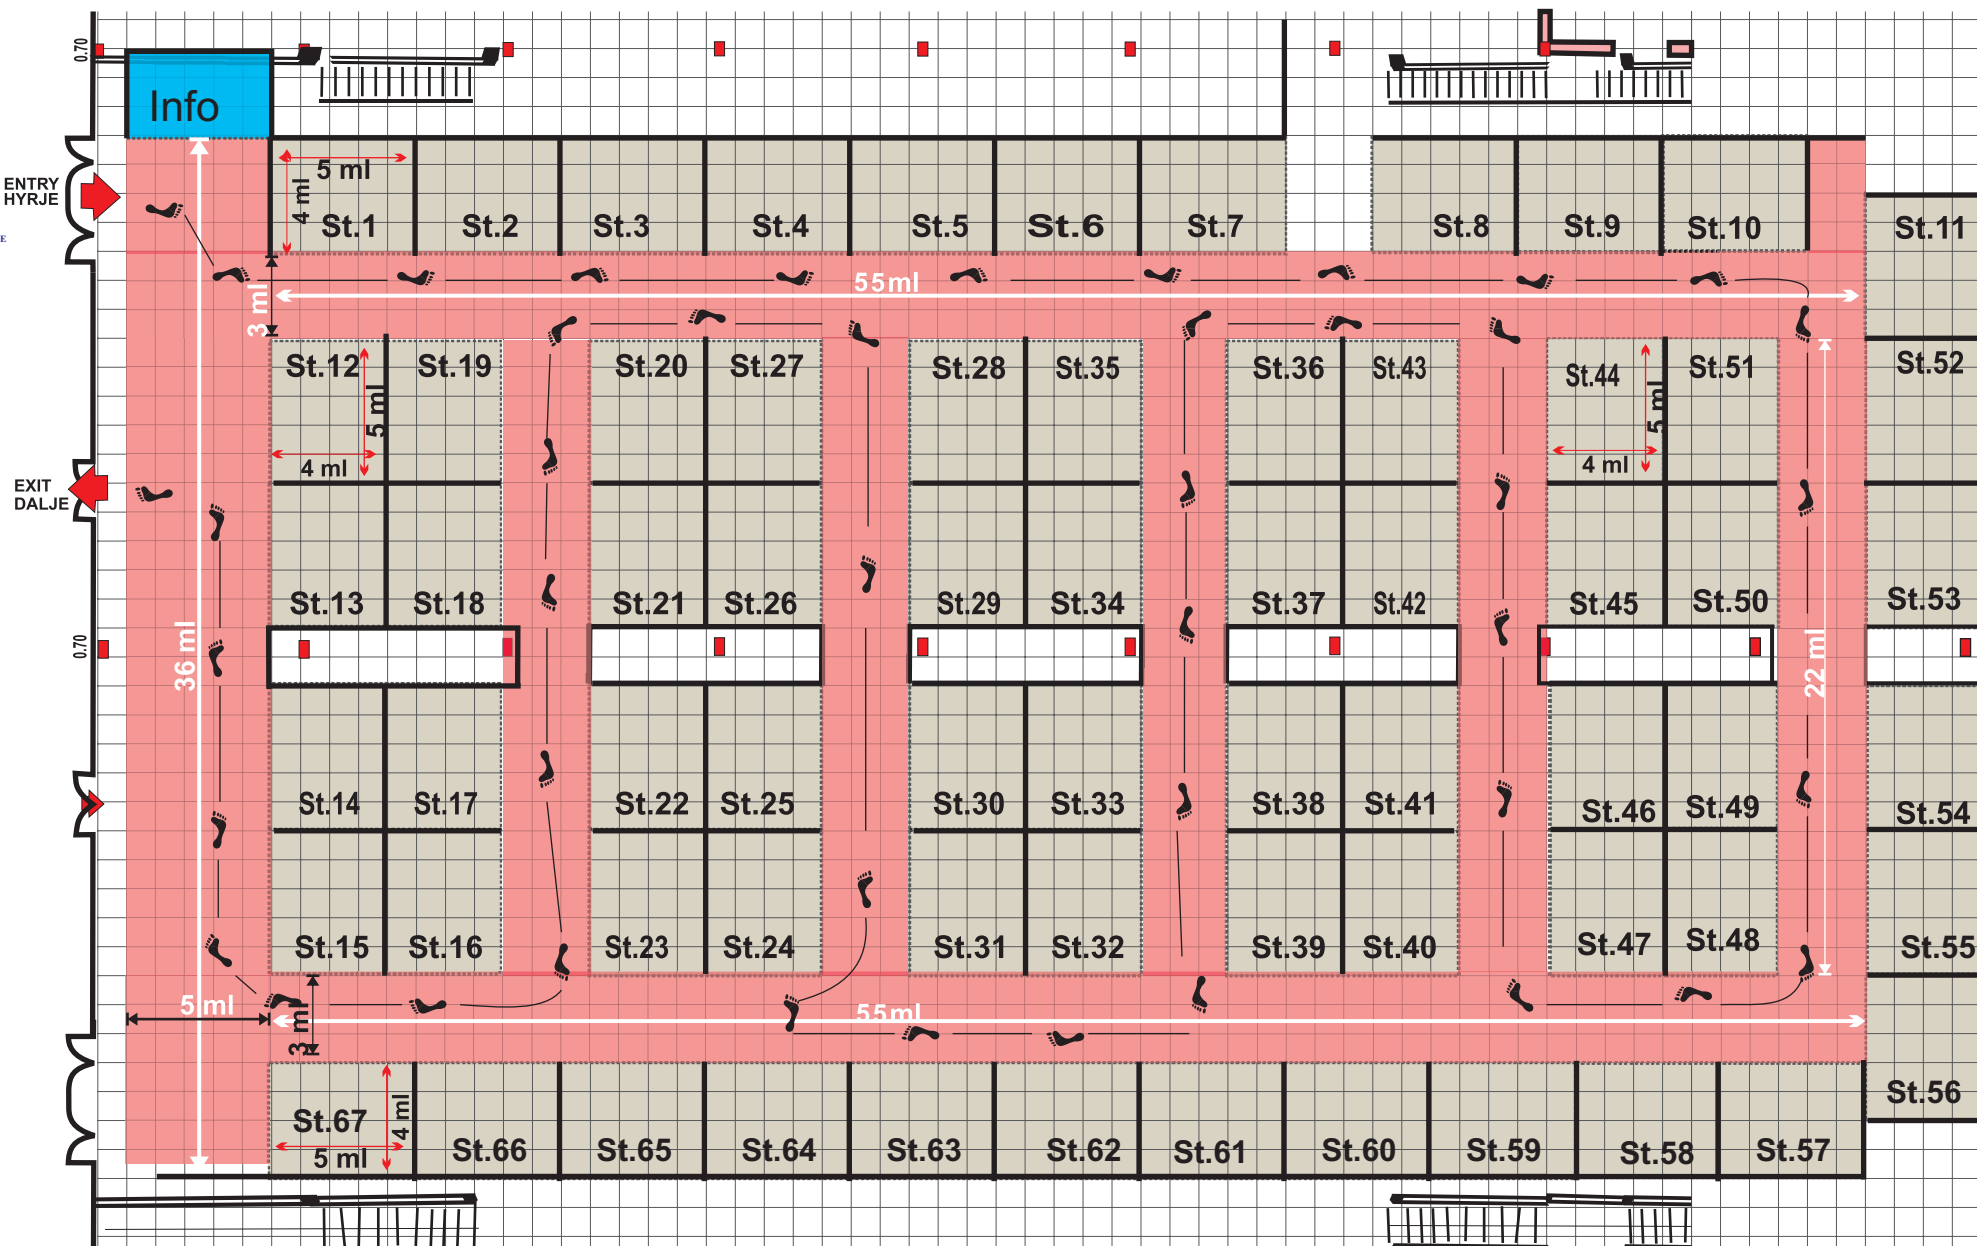 0.70
Info
ENTRY
HYRJE
E
5 ml
4 ml
St.1
St.2
St.3
St.4
St.5
St.6
St.7
St.8
St.9
St.10
St.11
55ml
3 ml
St.12
St.19
St.20
St.27
St.28
St.35
St.36
St.43
St.44
St.51
St.52
5 ml
4 ml
5 ml
4 ml
EXIT
DALJE
St.13
St.18
St.21
St.26
St.29
St.34
St.37
St.42
St.45
St.50
St.53
0.70
36 ml
22 ml
St.14
St.17
St.22
St.25
St.30
St.33
St.38
St.41
St.46
St.49
St.54
St.15
St.16
St.23
St.24
St.31
St.32
St.39
St.40
St.47
St.48
St.55
5 ml
3 ml
55ml
St.67
4 ml
5 ml
St.66
St.65
St.64
St.63
St.62
St.61
St.60
St.59
St.58
St.57
St.56